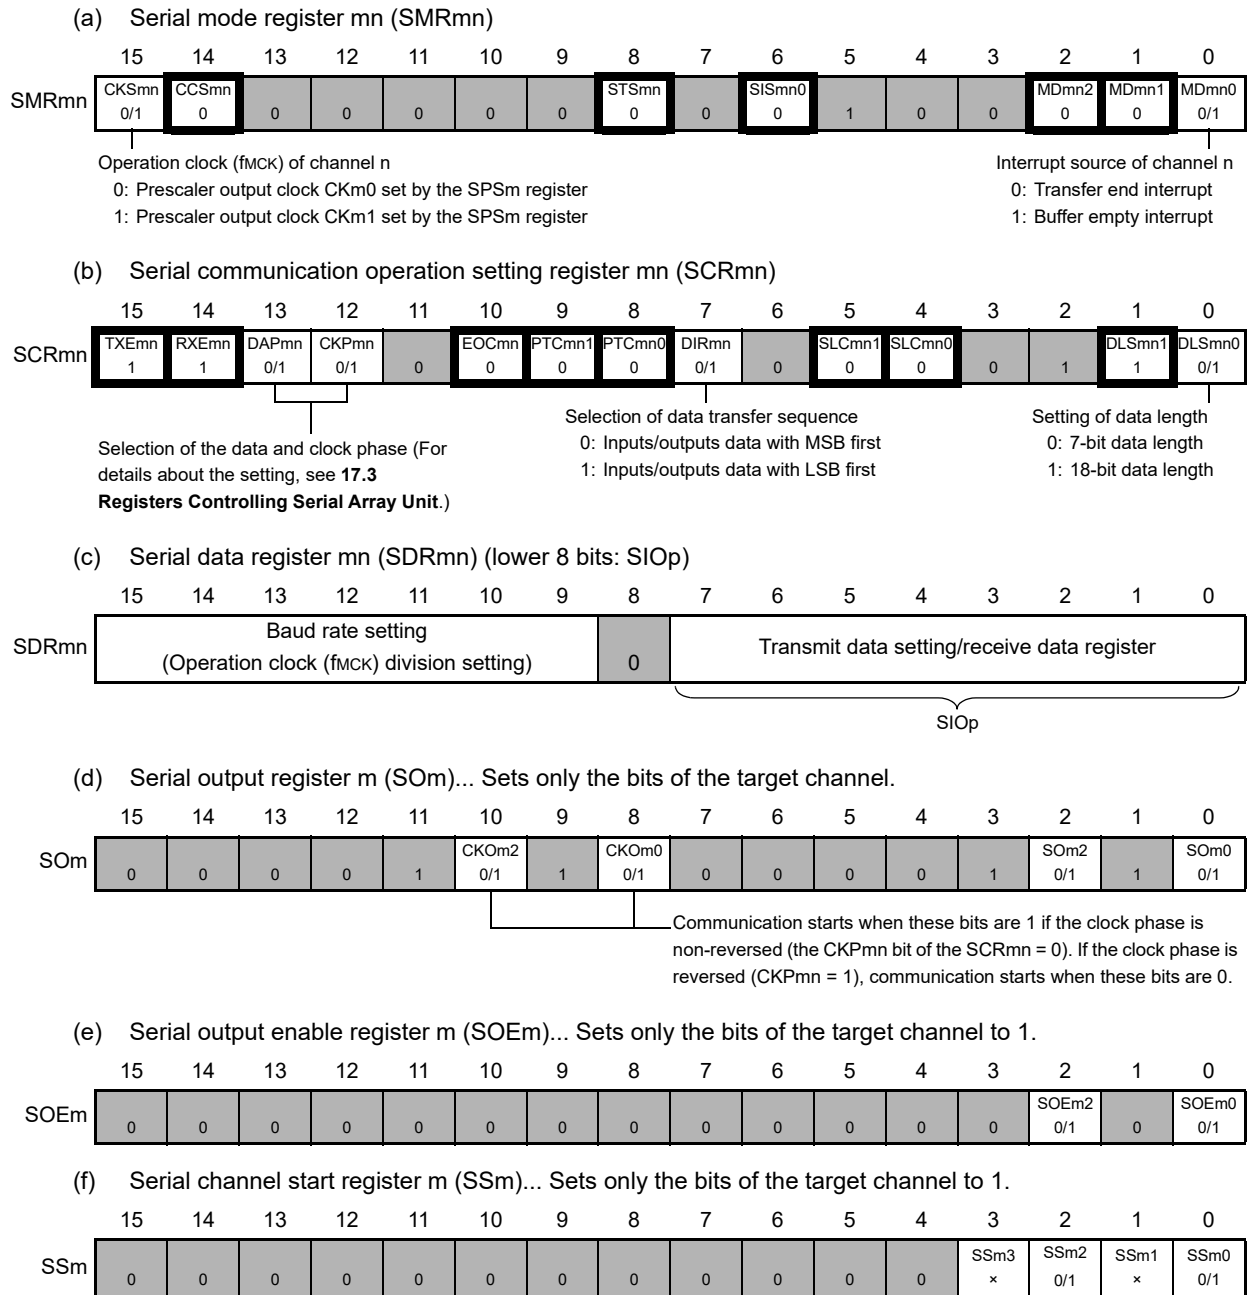 (a) Serial mode register mn (SMRmn)
15 14 13 12 11 10 9 8 7 6 5 4 3 2 1 0
SMRmn
CKSmn CCSmn STSmn SISmn0 MDmn2 MDmn1 MDmn0
0/1 0 0 0 0 0 0 0 0 0 1 0 0 0 0 0/1
Operation clock (fMCK) of channel n
0: Prescaler output clock CKm0 set by the SPSm register
1: Prescaler output clock CKm1 set by the SPSm register
Interrupt source of channel n
0: Transfer end interrupt
1: Buffer empty interrupt
(b) Serial communication operation setting register mn (SCRmn)
15 14 13 12 11 10 9 8 7 6 5 4 3 2 1 0
SCRmn
TXEmn RXEmn DAPmn CKPmn EOCmn PTCmn1 PTCmn0 DIRmn SLCmn1 SLCmn0 DLSmn1 DLSmn0
1 1 0/1 0/1 0 0 0 0 0/1 0 0 0 0 1 1 0/1
Selection of the data and clock phase (For
details about the setting, see 17.3
Registers Controlling Serial Array Unit.)
Selection of data transfer sequence
0: Inputs/outputs data with MSB first
1: Inputs/outputs data with LSB first
Setting of data length
0: 7-bit data length
1: 18-bit data length
(c) Serial data register mn (SDRmn) (lower 8 bits: SIOp)
15 14 13 12 11 10 9 8 7 6 5 4 3 2 1 0
SDRmn
Baud rate setting
(Operation clock (fMCK) division setting)
0
Transmit data setting/receive data register
SIOp
(d) Serial output register m (SOm)... Sets only the bits of the target channel.
15 14 13 12 11 10 9 8 7 6 5 4 3 2 1 0
SOm
CKOm2 CKOm0 SOm2 SOm0
0 0 0 0 1 0/1 1 0/1 0 0 0 0 1 0/1 1 0/1
Communication starts when these bits are 1 if the clock phase is
non-reversed (the CKPmn bit of the SCRmn = 0). If the clock phase is
reversed (CKPmn = 1), communication starts when these bits are 0.
(e) Serial output enable register m (SOEm)... Sets only the bits of the target channel to 1.
15 14 13 12 11 10 9 8 7 6 5 4 3 2 1 0
SOEm
SOEm2 SOEm0
0 0 0 0 0 0 0 0 0 0 0 0 0 0/1 0 0/1
(f) Serial channel start register m (SSm)... Sets only the bits of the target channel to 1.
15 14 13 12 11 10 9 8 7 6 5 4 3 2 1 0
SSm
SSm3 SSm2 SSm1 SSm0
0 0 0 0 0 0 0 0 0 0 0 0 × 0/1 × 0/1